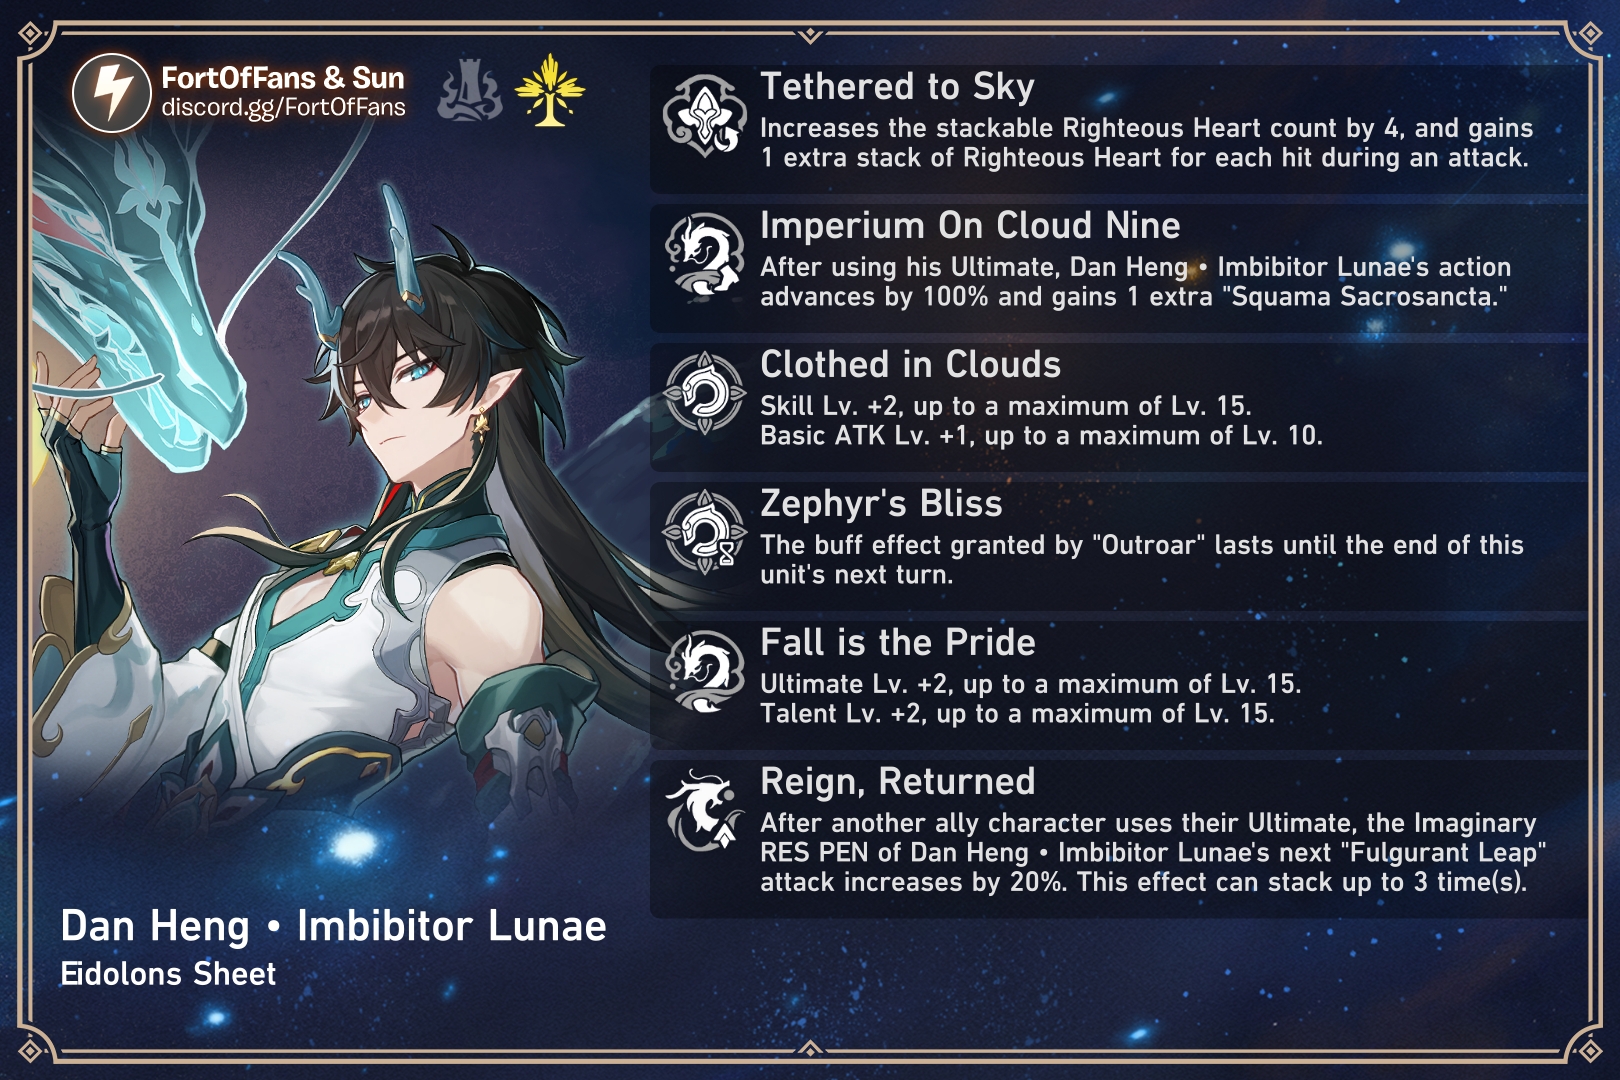 FortOfFans & Sun
discord.gg/FortOfFans
Tethered to Sky
Increases the stackable Righteous Heart count by 4, and gains
1 extra stack of Righteous Heart for each hit during an attack.
Imperium On Cloud Nine
After using his Ultimate, Dan Heng • Imbibitor Lunae's action
advances by 100% and gains 1 extra "Squama Sacrosancta."
Clothed in Clouds
Skill Lv. +2, up to a maximum of Lv. 15.
Basic ATK Lv. +1, up to a maximum of Lv. 10.
Zephyr's Bliss
The buff effect granted by "Outroar" lasts until the end of this
unit's next turn.
Fall is the Pride
Ultimate Lv. +2, up to a maximum of Lv. 15.
Talent Lv. +2, up to a maximum of Lv. 15.
Reign, Returned
After another ally character uses their Ultimate, the Imaginary
RES PEN of Dan Heng • Imbibitor Lunae's next "Fulgurant Leap"
attack increases by 20%. This effect can stack up to 3 time(s).
Dan Heng • Imbibitor Lunae
Eidolons Sheet